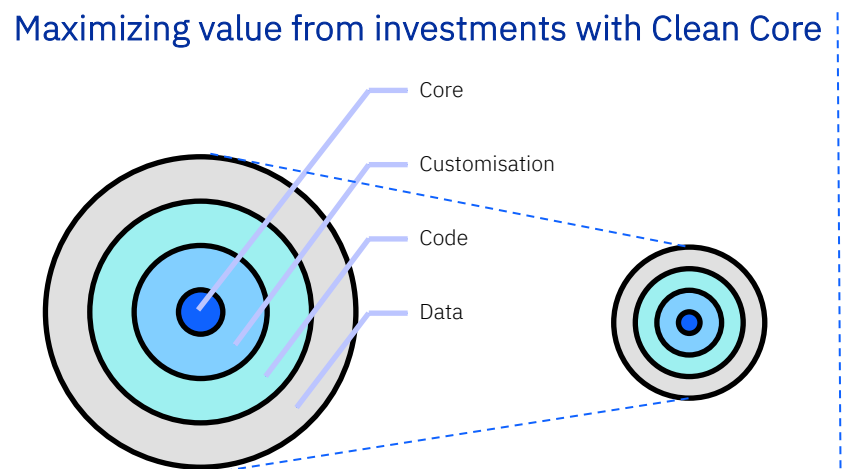 Maximizing value from investments with Clean Core
Core
Customisation
Code
Data